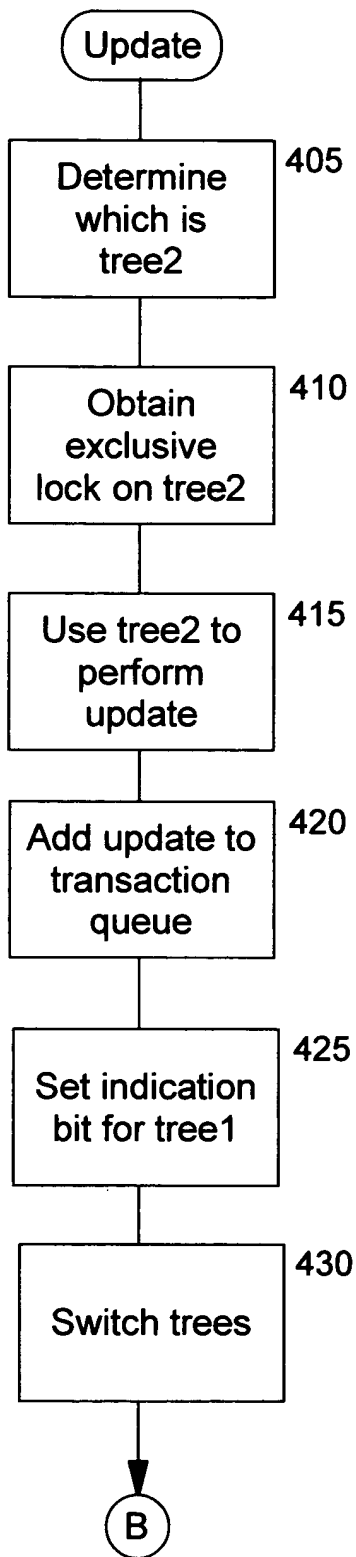 Update
405
Determine
which is
tree2
410
Obtain
exclusive
lock on tree2
415
Use tree2 to
perform
update
420
Add update to
transaction
queue
425
Set indication
bit for tree1
430
Switch trees
B